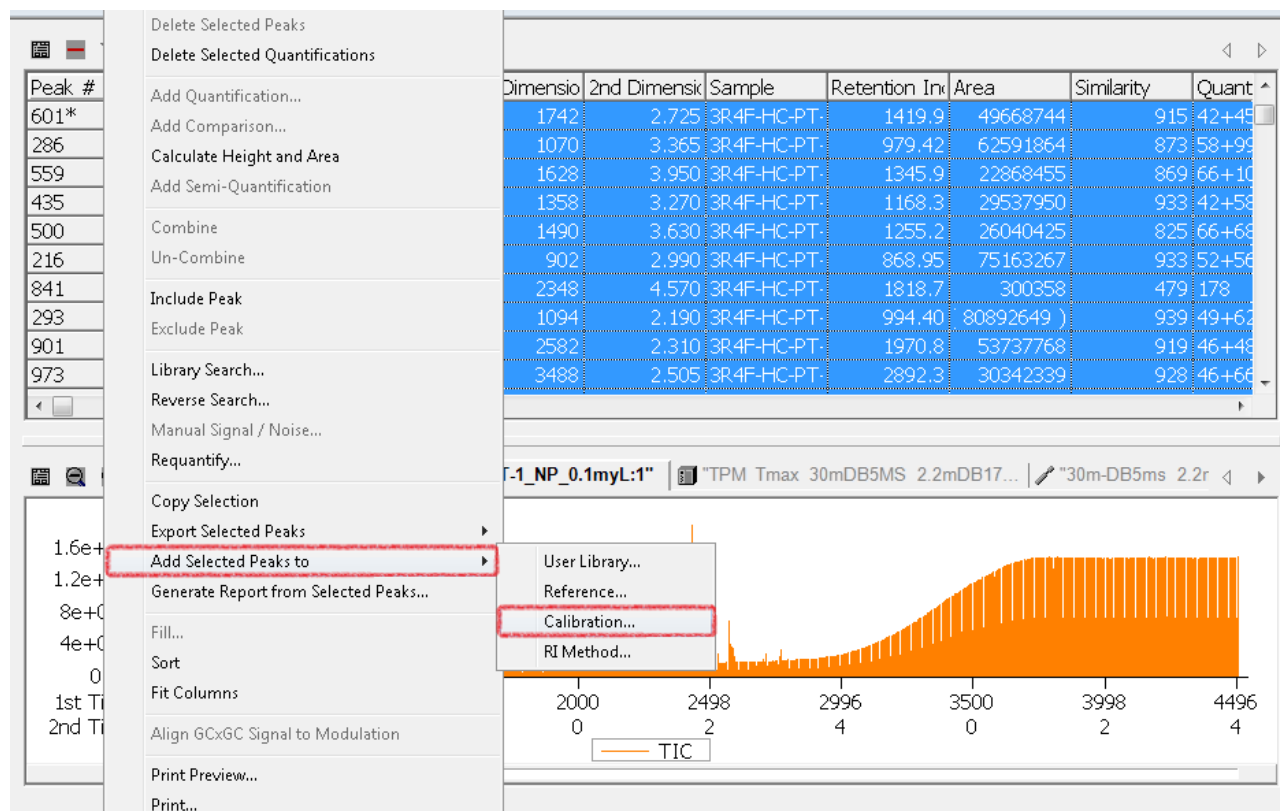 Delete Selected Peaks
Delete Selected Quantifications
Add Quantification...
Add Comparison...
Calculate Height and Area
Add Semi-Quantification
Combine
Un-Combine
Include Peak
Exclude Peak
Library Search...
Reverse Search...
Manual Signal / Noise...
Requantify...
Copy Selection
Export Selected Peaks
Add Selected Peaks to
Generate Report from Selected Peaks...
Fill...
Sort
Fit Columns
Align GCxGC Signal to Modulation
Print Preview...
Print...
User Library...
Reference...
Calibration...
RI Method...
Peak # Dimensio 2nd Dimensi Sample Retention In Area Similarity Quant
601* 1742 2.725 3R4F-HC-PT- 1419.9 49668744 915 42+45
286 1070 3.365 3R4F-HC-PT- 979.42 62591864 873 58+99
559 1628 3.950 3R4F-HC-PT- 1345.9 22868455 869 66+10
435 1358 3.270 3R4F-HC-PT- 1168.3 29537950 933 42+58
500 1490 3.630 3R4F-HC-PT- 1255.2 26040425 825 66+68
216 902 2.990 3R4F-HC-PT- 868.95 75163267 933 52+56
841 2348 4.570 3R4F-HC-PT- 1818.7 300358 479 178
293 1094 2.190 3R4F-HC-PT- 994.40 80892649 ) 939 49+62
901 2582 2.310 3R4F-HC-PT- 1970.8 53737768 919 46+48
973 3488 2.505 3R4F-HC-PT- 2892.3 30342339 928 46+66
T-1_NP_0.1myL:1" "TPM Tmax 30mDB5MS 2.2mDB17... "30m-DB5ms 2.2r
1.6e+
1.2e+
8e+0
4e+0
0
1st Ti 2000 2498 2996 3500 3998 4496
2nd Ti 0 2 4 0 2 4
TIC